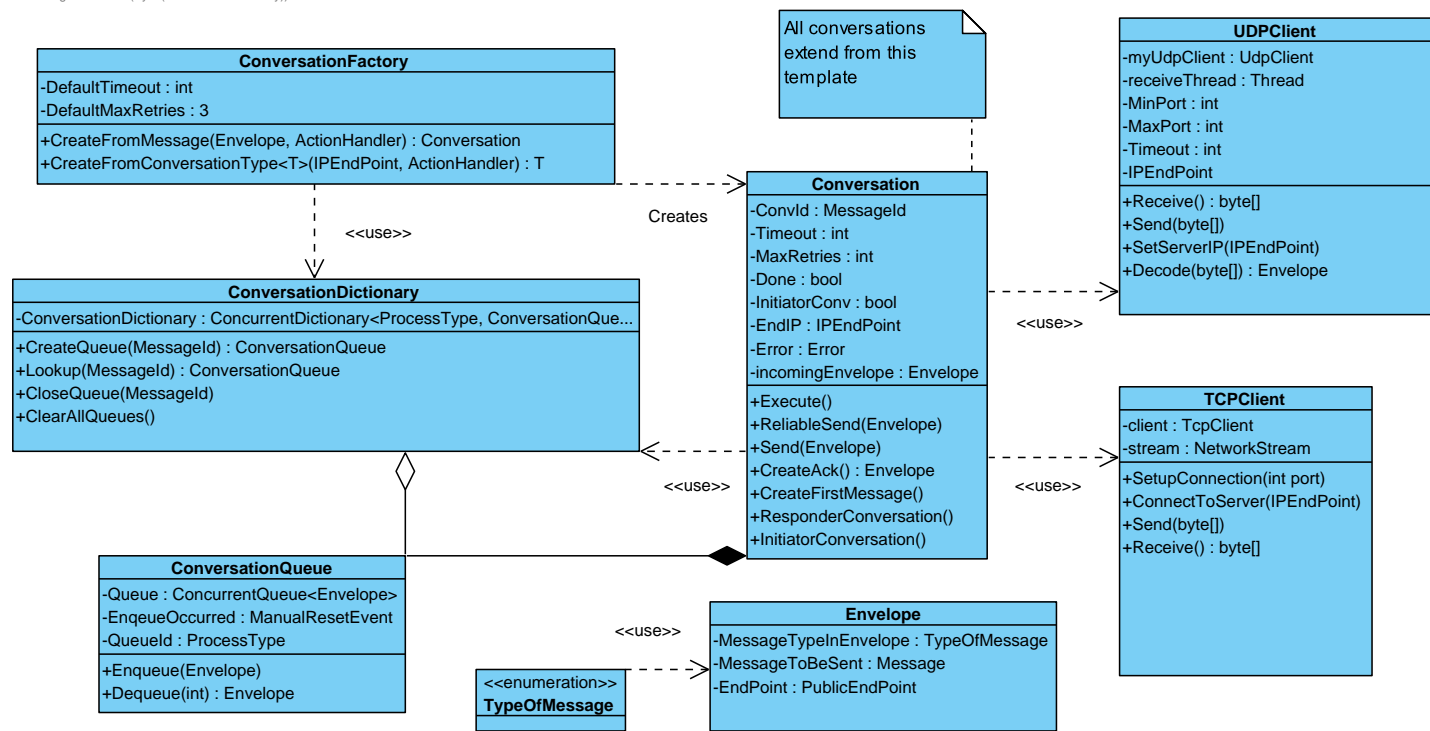 ConversationFactory
-DefaultTimeout : int
-DefaultMaxRetries : 3
+CreateFromMessage(Envelope, ActionHandler) : Conversation
+CreateFromConversationType<T>(IPEndPoint, ActionHandler) : T
All conversations
extend from this
template
UDPClient
-myUdpClient : UdpClient
-receiveThread : Thread
-MinPort : int
-MaxPort : int
-Timeout : int
-IPEndPoint
+Receive() : byte[]
+Send(byte[])
+SetServerIP(IPEndPoint)
+Decode(byte[]) : Envelope
Creates
<<use>>
Conversation
-ConvId : MessageId
-Timeout : int
-MaxRetries : int
-Done : bool
-InitiatorConv : bool
-EndIP : IPEndPoint
-Error : Error
-incomingEnvelope : Envelope
+Execute()
+ReliableSend(Envelope)
+Send(Envelope)
+CreateAck() : Envelope
+CreateFirstMessage()
+ResponderConversation()
+InitiatorConversation()
<<use>>
ConversationDictionary
-ConversationDictionary : ConcurrentDictionary<ProcessType, ConversationQue...
+CreateQueue(MessageId) : ConversationQueue
+Lookup(MessageId) : ConversationQueue
+CloseQueue(MessageId)
+ClearAllQueues()
<<use>>
<<use>>
TCPClient
-client : TcpClient
-stream : NetworkStream
+SetupConnection(int port)
+ConnectToServer(IPEndPoint)
+Send(byte[])
+Receive() : byte[]
ConversationQueue
-Queue : ConcurrentQueue<Envelope>
-EnqeueOccurred : ManualResetEvent
-QueueId : ProcessType
+Enqueue(Envelope)
+Dequeue(int) : Envelope
<<use>>
<<enumeration>>
TypeOfMessage
Envelope
-MessageTypeInEnvelope : TypeOfMessage
-MessageToBeSent : Message
-EndPoint : PublicEndPoint